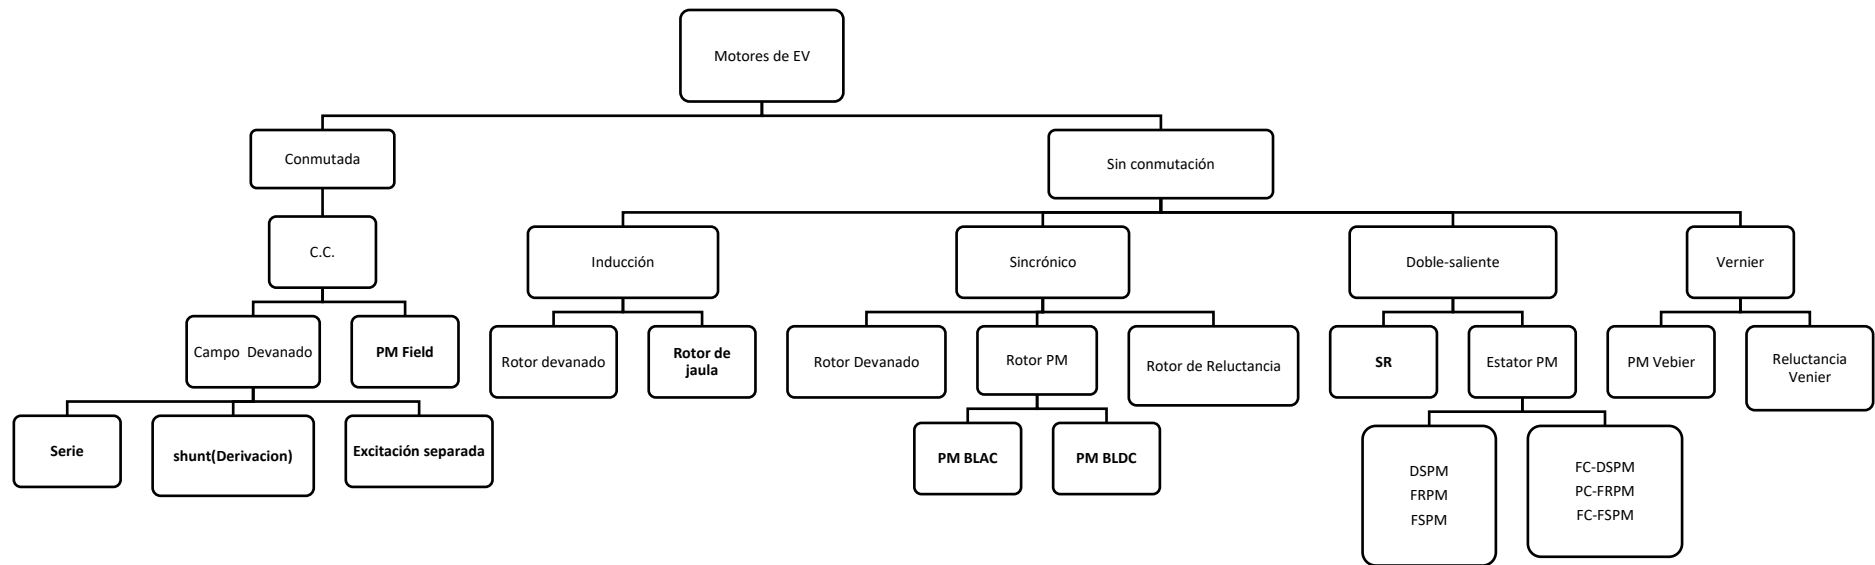 Motores de EV
Conmutada
Sin conmutación
C.C.
Inducción
Sincrónico
Doble-saliente
Vernier
Campo Devanado
PM Field
Rotor devanado
Rotor de
jaula
Rotor Devanado
Rotor PM
Rotor de Reluctancia
SR
Estator PM
PM Vebier
Reluctancia
Venier
Serie
shunt(Derivacion)
Excitación separada
PM BLAC
PM BLDC
DSPM
FRPM
FSPM
FC-DSPM
PC-FRPM
FC-FSPM